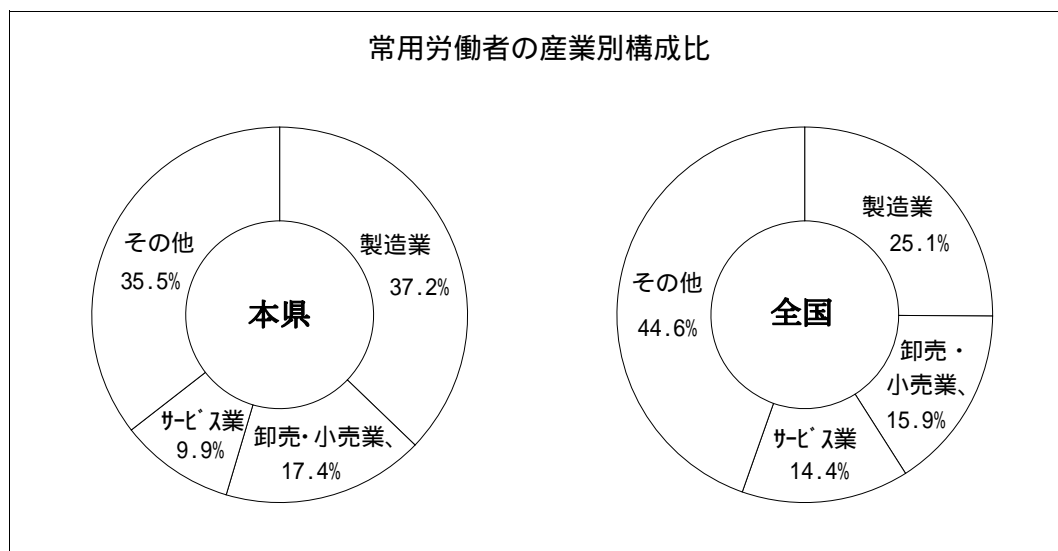 常用労働者の産業別構成比
その他
35.5%
製造業
37.2%
本県
サービス業
9.9%
卸売・小売業、
17.4%
製造業
25.1%
その他
44.6%
全国
卸売・
小売業、
15.9%
サービス業
14.4%